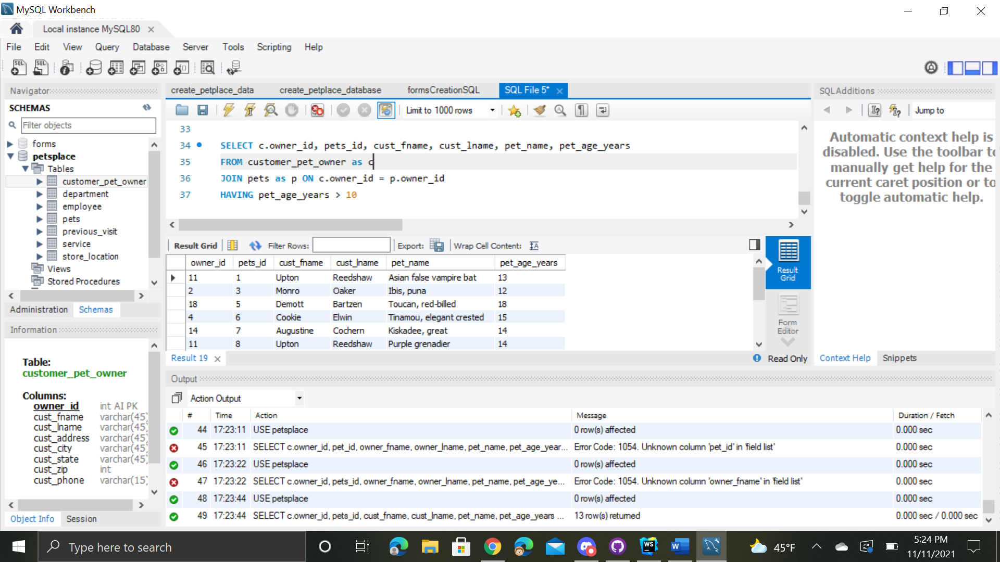 MySQL Workbench
Local instance MySQL80
File Edit View Query Database Server Tools Scripting Help
Navigator
SCHEMAS
Filter objects
forms
petsplace
Tables
customer_pet_owner
department
employee
pets
previous_visit
service
store_location
Views
Stored Procedures
Administration Schemas
Information
Table:
customer_pet_owner
Columns:
owner_id int AI PK
cust_fname varchar(45)
cust_lname varchar(45)
cust_address varchar(45)
cust_city varchar(45)
cust_state varchar(45)
cust_zip int
cust_phone varchar(15)
Object Info Session
create_petplace_data create_petplace_database formsCreationSQL SQL File 5*
Limit to 1000 rows
33
34 SELECT c.owner_id, pets_id, cust_fname, cust_lname, pet_name, pet_age_years
35 FROM customer_pet_owner as c
36 JOIN pets as p ON c.owner_id = p.owner_id
37 HAVING pet_age_years > 10
Result Grid Filter Rows: Export: Wrap Cell Content:
owner_id pets_id cust_fname cust_lname pet_name pet_age_years
11 1 Upton Reedshaw Asian false vampire bat 13
2 3 Monro Oaker Ibis, puna 12
18 5 Demott Bartzen Toucan, red-billed 18
4 6 Cookie Elwin Tinamou, elegant crested 15
14 7 Augustine Cochern Kiskadee, great 14
11 8 Upton Reedshaw Purple grenadier 14
Result Grid
Form Editor
Result 19
Read Only
SQLAdditions
Jump to
Automatic context help is
disabled. Use the toolbar to
manually get help for the
current caret position or to
toggle automatic help.
Context Help Snippets
Output
Action Output
# Time Action Message Duration / Fetch
44 17:23:11 USE petsplace 0 row(s) affected 0.000 sec
45 17:23:11 SELECT c.owner_id, pet_id, owner_fname, owner_lname, pet_name, pet_age_year... Error Code: 1054. Unknown column 'pet_id' in 'field list' 0.000 sec
46 17:23:22 USE petsplace 0 row(s) affected 0.000 sec
47 17:23:22 SELECT c.owner_id, pets_id, owner_fname, owner_lname, pet_name, pet_age_ye... Error Code: 1054. Unknown column 'owner_fname' in 'field list' 0.000 sec
48 17:23:44 USE petsplace 0 row(s) affected 0.000 sec
49 17:23:44 SELECT c.owner_id, pets_id, cust_fname, cust_lname, pet_name, pet_age_years ... 13 row(s) returned 0.000 sec / 0.000 sec
Type here to search
45°F
5:24 PM
11/11/2021